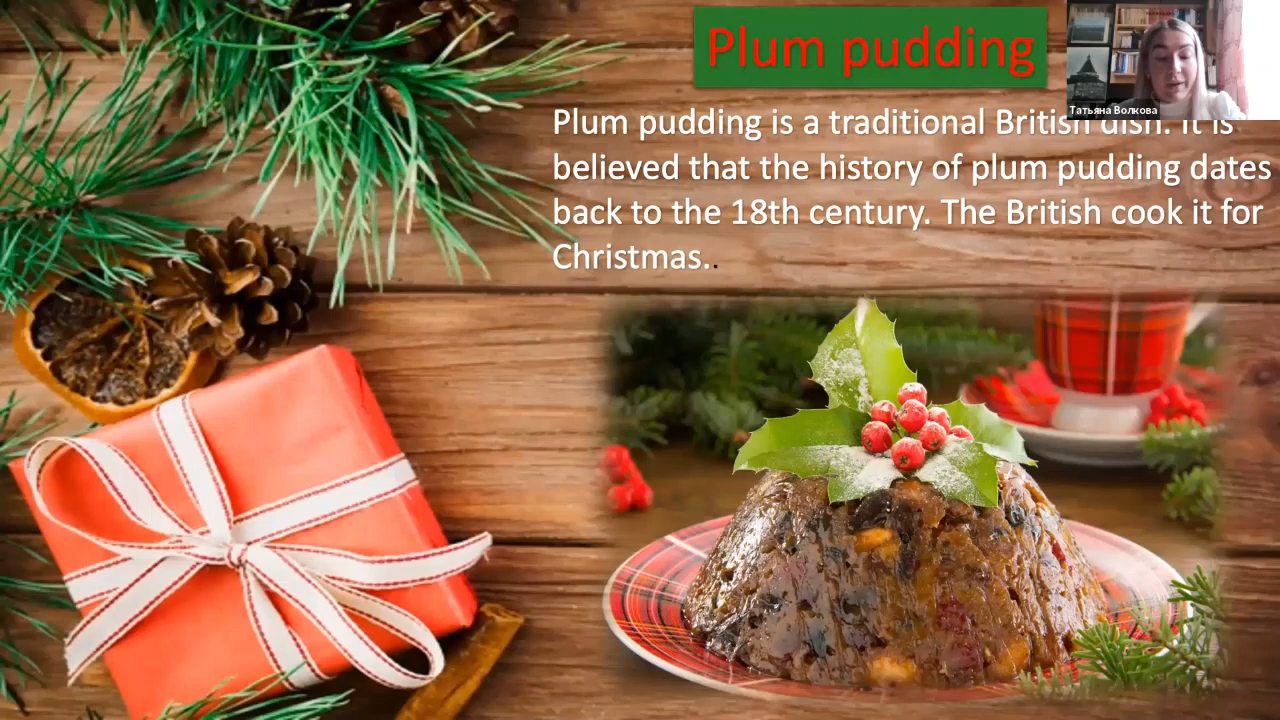 Plum pudding
Татьяна Волкова
Plum pudding is a traditional British dish. It is
believed that the history of plum pudding dates
back to the 18th century. The British cook it for
Christmas..